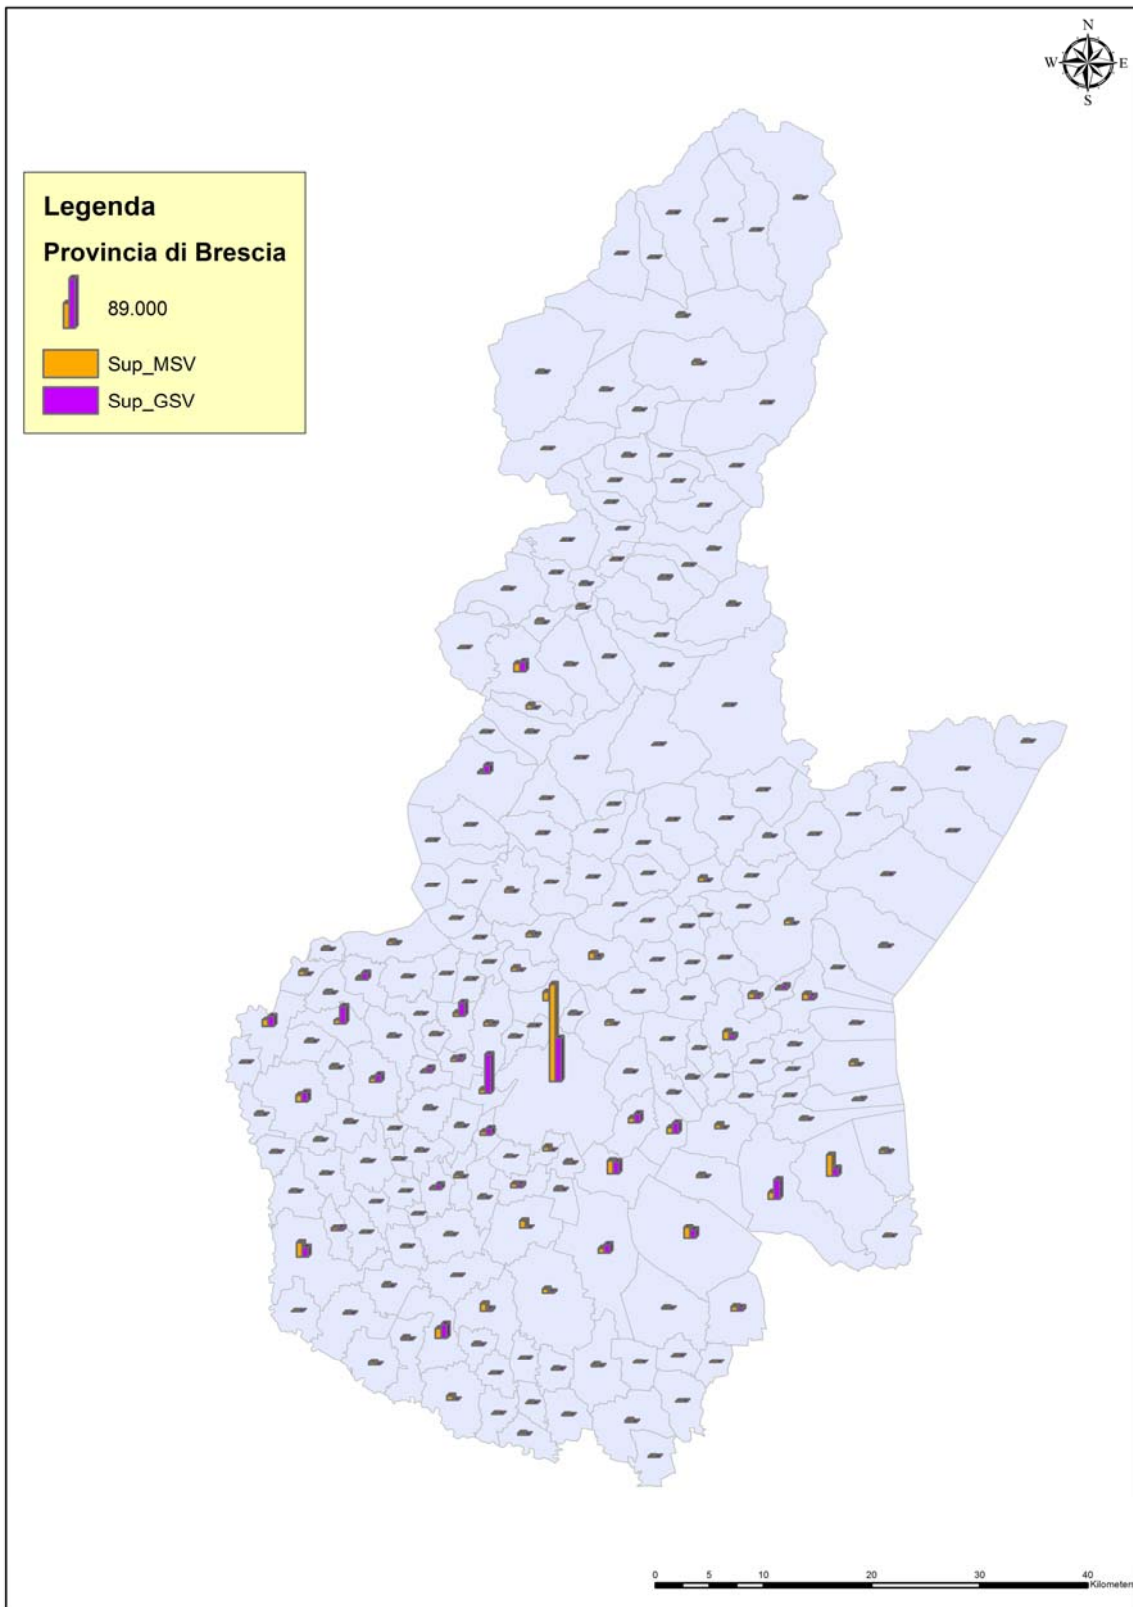 N
W E
S
Legenda
Provincia di Brescia
89.000
Sup_MSV
Sup_GSV
0 5 10 20 30 40
Kilometers